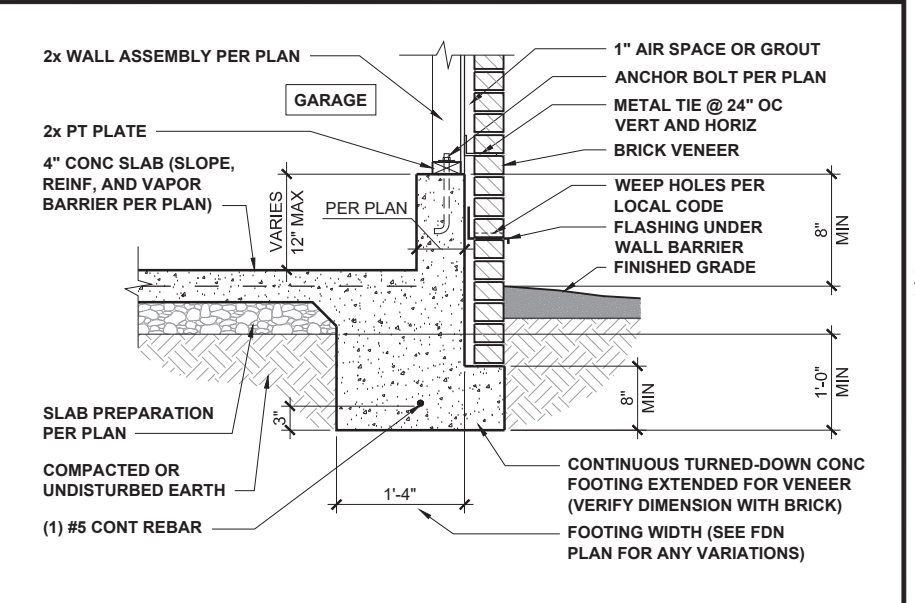 2x WALL ASSEMBLY PER PLAN
GARAGE
2x PT PLATE
4" CONC SLAB (SLOPE,
REINF, AND VAPOR
BARRIER PER PLAN)
VARIES
12" MAX
PER PLAN
1" AIR SPACE OR GROUT
ANCHOR BOLT PER PLAN
METAL TIE @ 24" OC
VERT AND HORIZ
BRICK VENEER
WEEP HOLES PER
LOCAL CODE
FLASHING UNDER
WALL BARRIER
FINISHED GRADE
8"
MIN
1'-0"
MIN
8"
MIN
3"
SLAB PREPARATION
PER PLAN
COMPACTED OR
UNDISTURBED EARTH
(1) #5 CONT REBAR
1'-4"
CONTINUOUS TURNED-DOWN CONC
FOOTING EXTENDED FOR VENEER
(VERIFY DIMENSION WITH BRICK)
FOOTING WIDTH (SEE FDN
PLAN FOR ANY VARIATIONS)